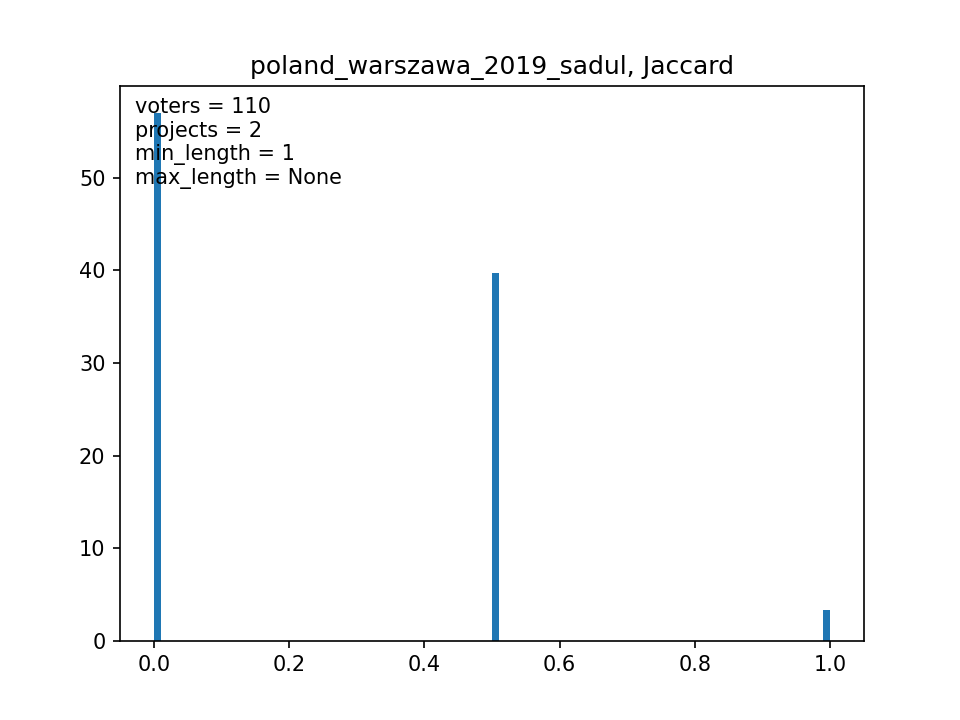 poland_warszawa_2019_sadul, Jaccard
voters = 110
projects = 2
min_length = 1
max_length = None
50
40
30
20
10
0
0.0 0.2 0.4 0.6 0.8 1.0